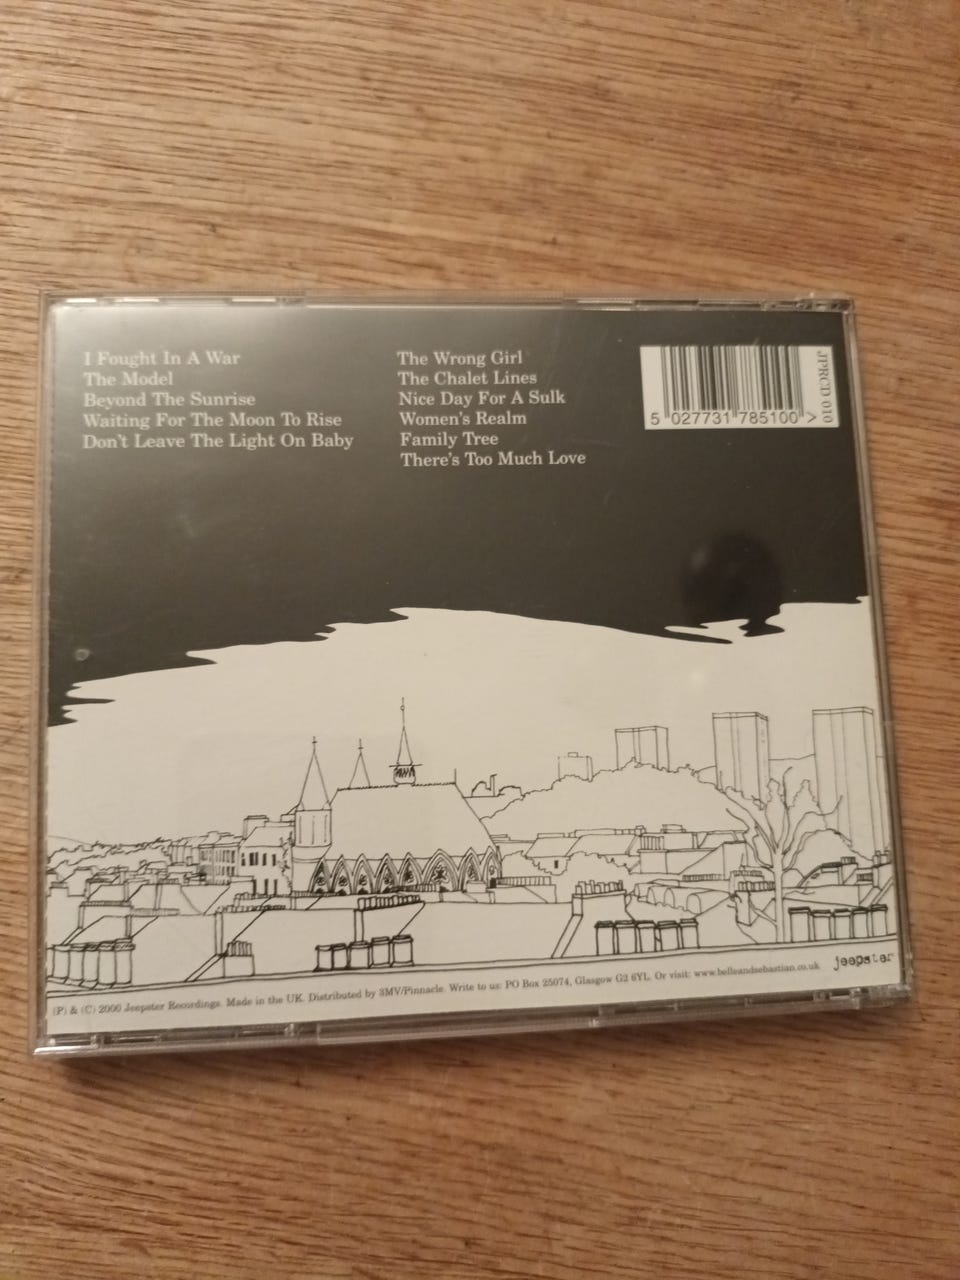 I Fought In A War
The Model
Beyond The Sunrise
Waiting For The Moon To Rise
Don't Leave The Light On Baby
The Wrong Girl
The Chalet Lines
Nice Day For A Sulk
Women's Realm
Family Tree
There's Too Much Love
5 027731 785100 >
JPRCD 010
(P) & (C) 2000 Jeepster Recordings. Made in the UK. Distributed by 3MV/Pinnacle. Write to us: PO Box 25074, Glasgow G2 6YL. Or visit: www.belleandsebastian.co.uk
jeepster